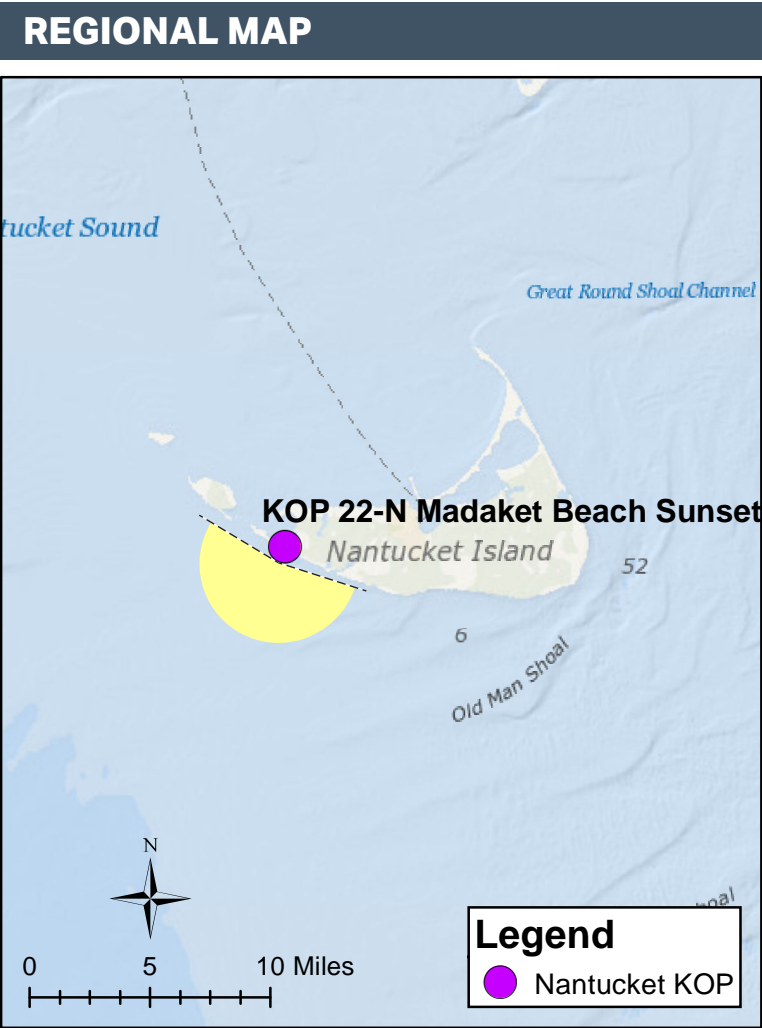 REGIONAL MAP
tucket Sound
Great Round Shoal Channel
KOP 22-N Madaket Beach Sunset
Nantucket Island
52
6
Old Man Shoal
N
0 5 10 Miles
Legend
Nantucket KOP